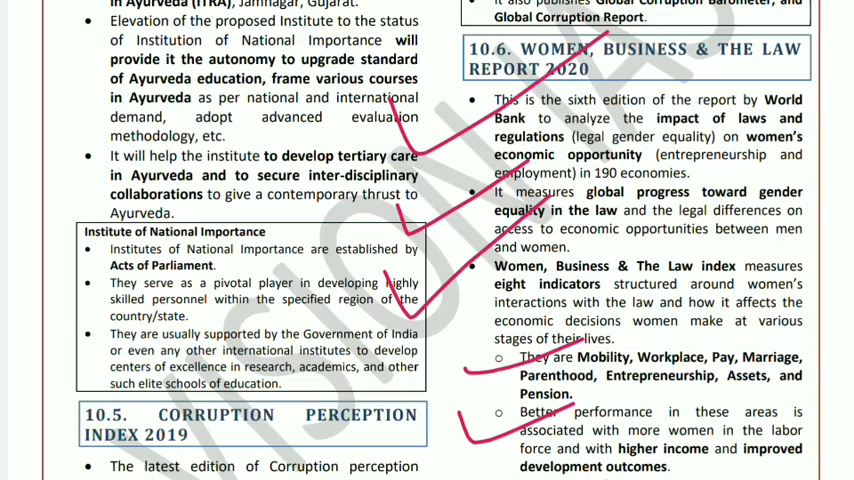 in Ayurveda (ITRA), Jamnagar, Gujarat.
• Elevation of the proposed Institute to the status
of Institution of National Importance will
provide it the autonomy to upgrade standard
of Ayurveda education, frame various courses
in Ayurveda as per national and international
demand, adopt advanced evaluation
methodology, etc.
• It will help the institute to develop tertiary care
in Ayurveda and to secure inter-disciplinary
collaborations to give a contemporary thrust to
Ayurveda.
Institute of National Importance
• Institutes of National Importance are established by
Acts of Parliament.
• They serve as a pivotal player in developing highly
skilled personnel within the specified region of the
country/state.
• They are usually supported by the Government of India
or even any other international institutes to develop
centers of excellence in research, academics, and other
such elite schools of education.
10.5. CORRUPTION PERCEPTION
INDEX 2019
• The latest edition of Corruption perception
• It also publishes Global Corruption Barometer, and
Global Corruption Report.
10.6. WOMEN, BUSINESS & THE LAW
REPORT 2020
• This is the sixth edition of the report by World
Bank to analyze the impact of laws and
regulations (legal gender equality) on women's
economic opportunity (entrepreneurship and
employment) in 190 economies.
• It measures global progress toward gender
equality in the law and the legal differences on
access to economic opportunities between men
and women.
• Women, Business & The Law index measures
eight indicators structured around women's
interactions with the law and how it affects the
economic decisions women make at various
stages of their lives.
o They are Mobility, Workplace, Pay, Marriage,
Parenthood, Entrepreneurship, Assets, and
Pension.
o Better performance in these areas is
associated with more women in the labor
force and with higher income and improved
development outcomes.
VISION IAS